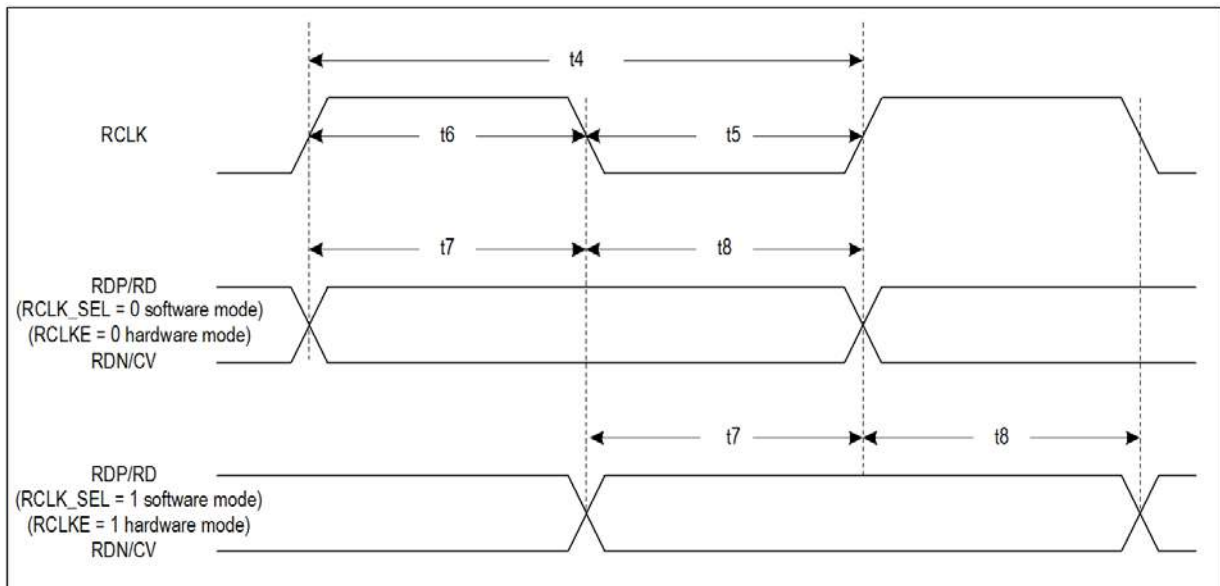 t4
RCLK
t6
t5
t7
t8
RDP/RD
(RCLK_SEL = 0 software mode)
(RCLKE = 0 hardware mode)
RDN/CV
t7
t8
RDP/RD
(RCLK_SEL = 1 software mode)
(RCLKE = 1 hardware mode)
RDN/CV